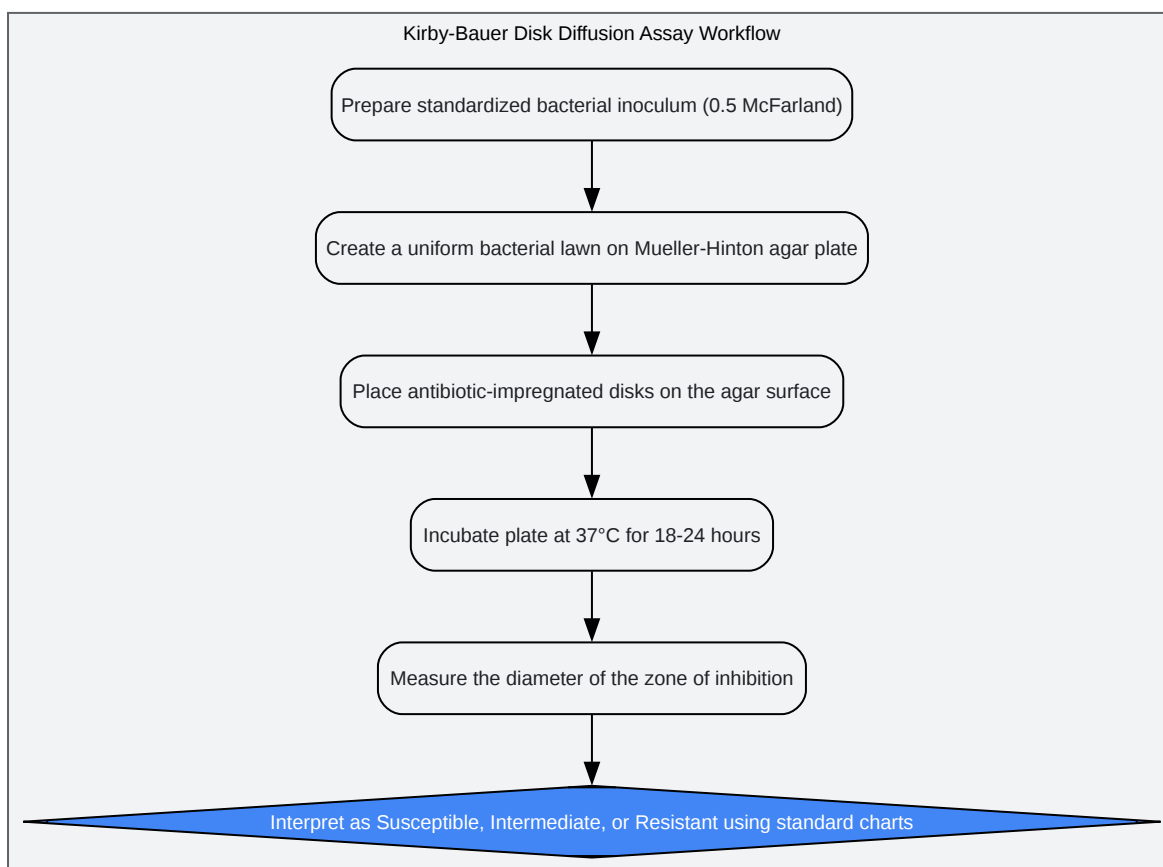 Kirby-Bauer Disk Diffusion Assay Workflow
Prepare standardized bacterial inoculum (0.5 McFarland)
Create a uniform bacterial lawn on Mueller-Hinton agar plate
Place antibiotic-impregnated disks on the agar surface
Incubate plate at 37°C for 18-24 hours
Measure the diameter of the zone of inhibition
Interpret as Susceptible, Intermediate, or Resistant using standard charts